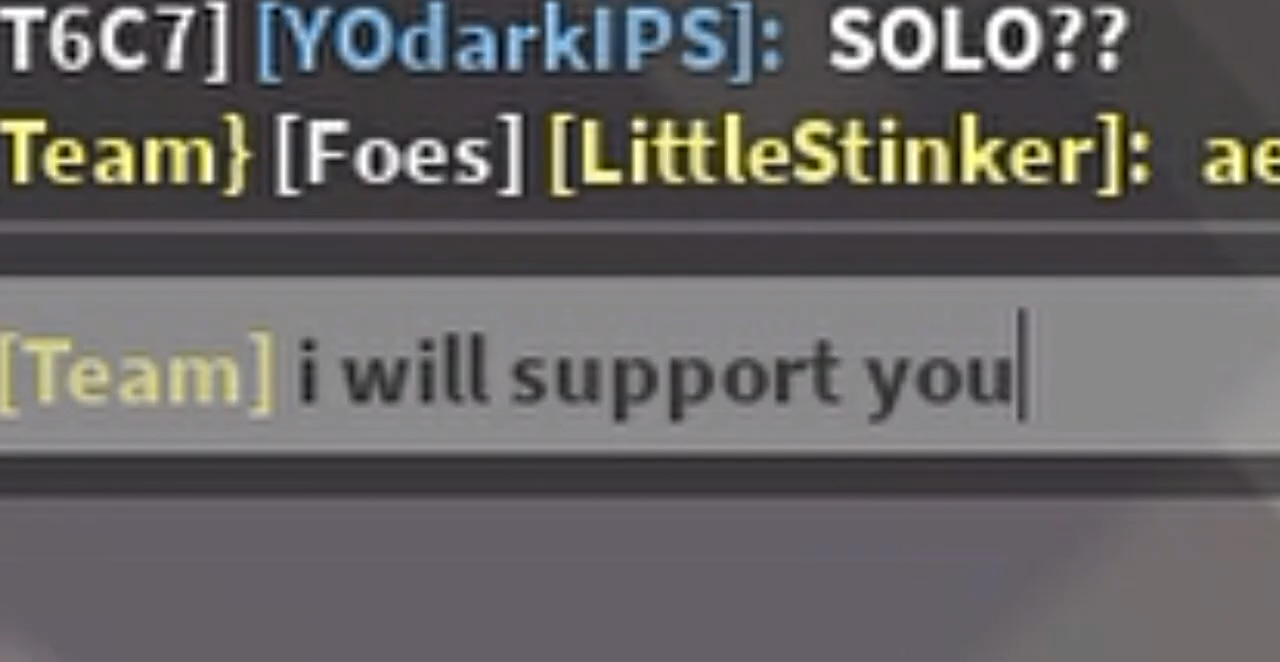 T6C7] [YOdarkIPS]: SOLO??
Team} [Foes] [LittleStinker]: ae
[Team] i will support you